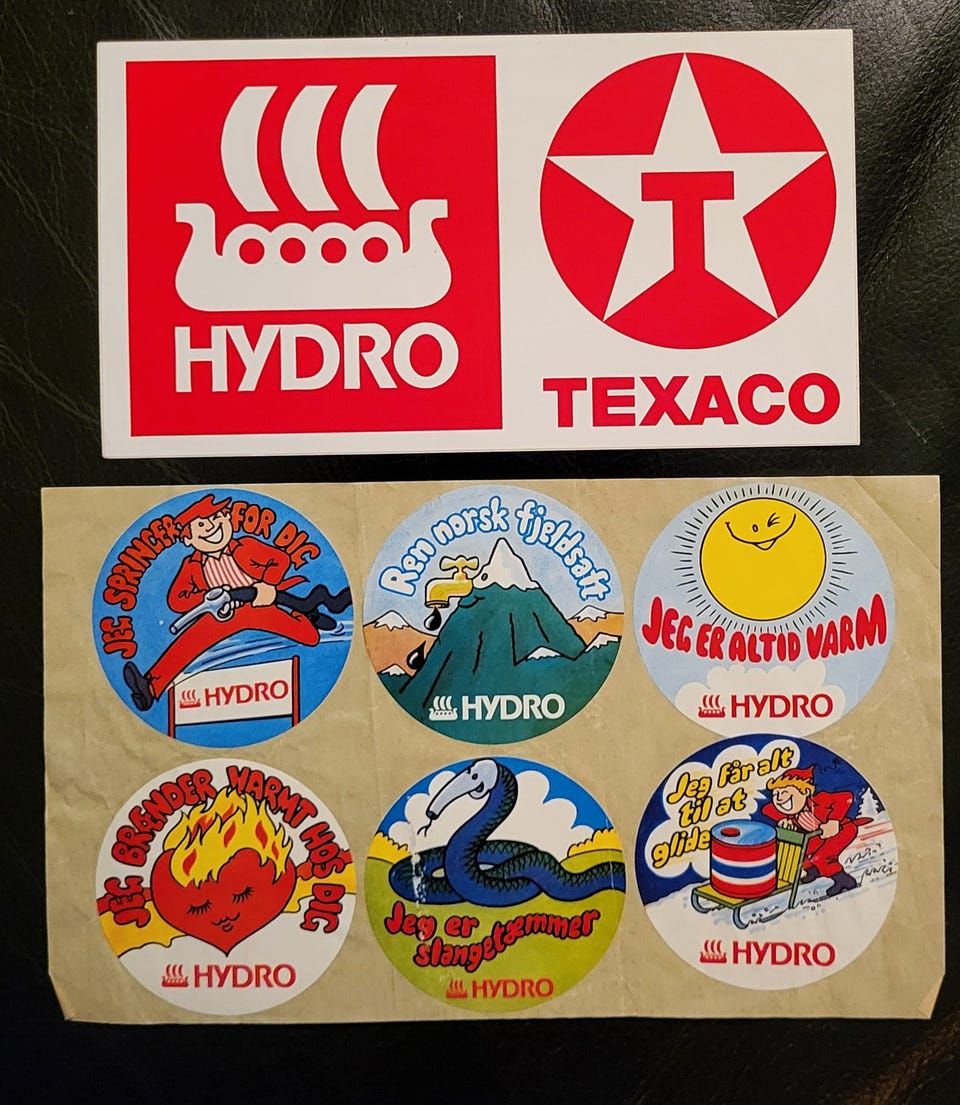 HYDRO
T
TEXACO
JEG SPRINGER FOR DIG
HYDRO
Ren norsk fjeldsaft
HYDRO
JEG ER ALTID VARM
HYDRO
JEG BRÆNDER VARMT HOS DIG
HYDRO
Jeg er
slangetæmmer
HYDRO
Jeg får alt
til at
glide
HYDRO